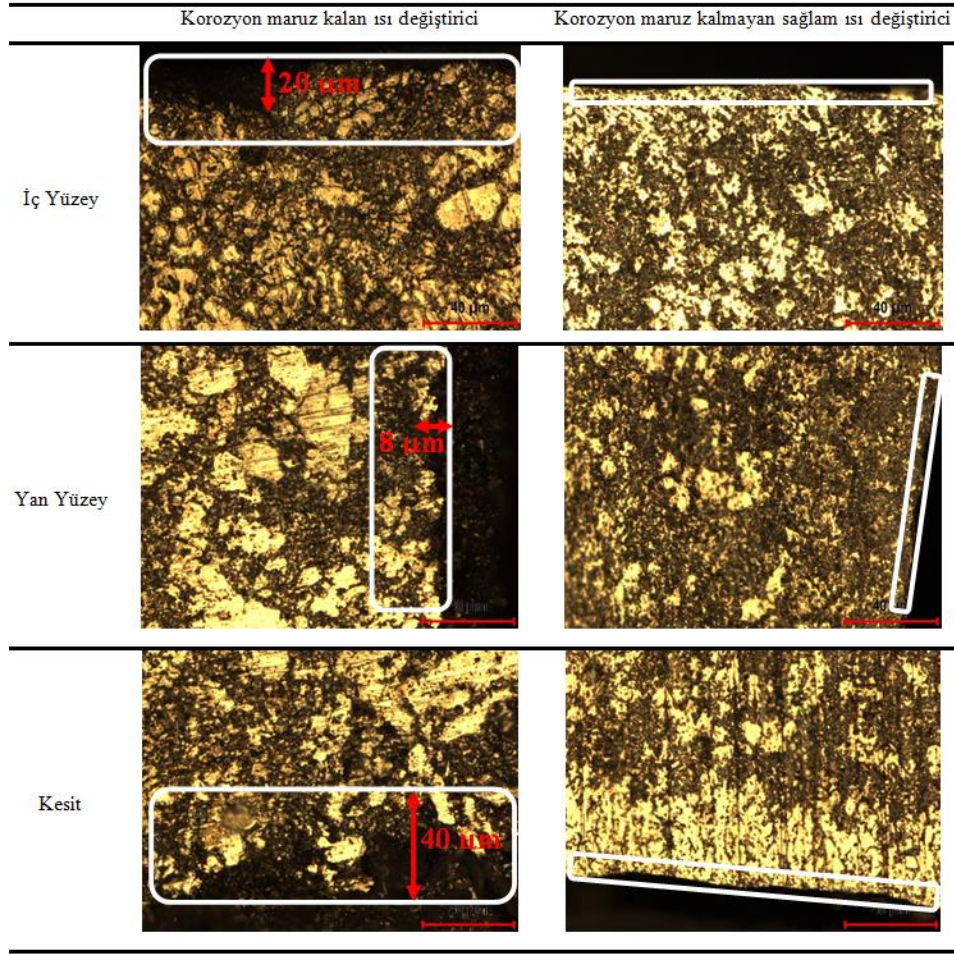 Korozyon maruz kalan ısı değiştirici
Korozyon maruz kalmayan sağlam ısı değiştirici
İç Yüzey
20 µm
40 µm
40 µm
Yan Yüzey
8 µm
Kesit
40 µm